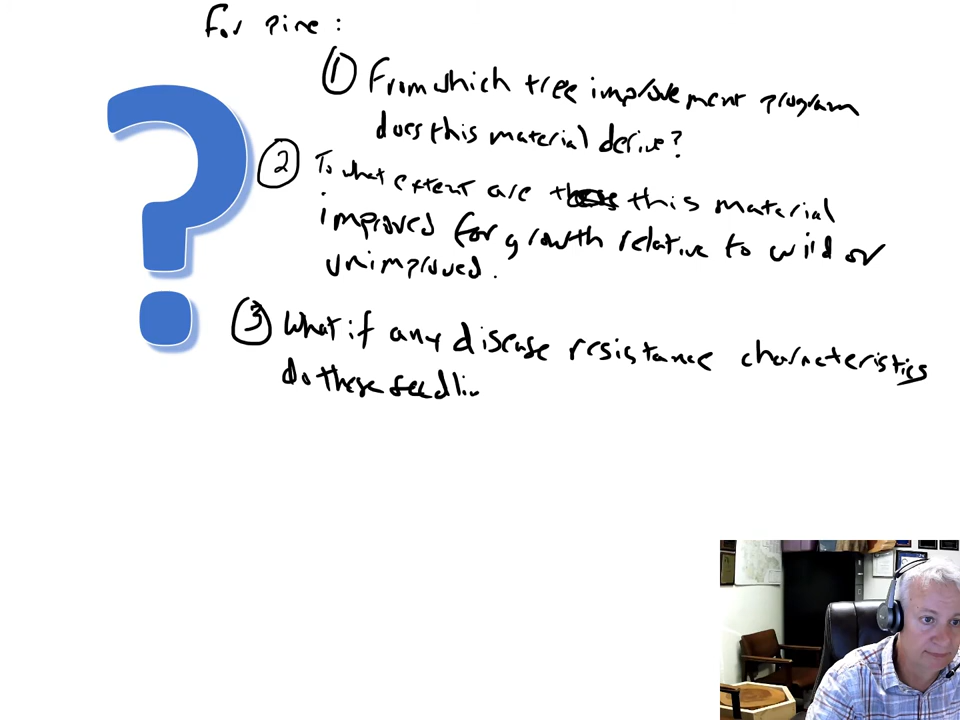 For pine :
① From which tree improvement program
does this material derive?
② To what extent are this material
improved for growth relative to wild or
unimproved.
③ What if any disease resistance characteristics
do these seedlin
?